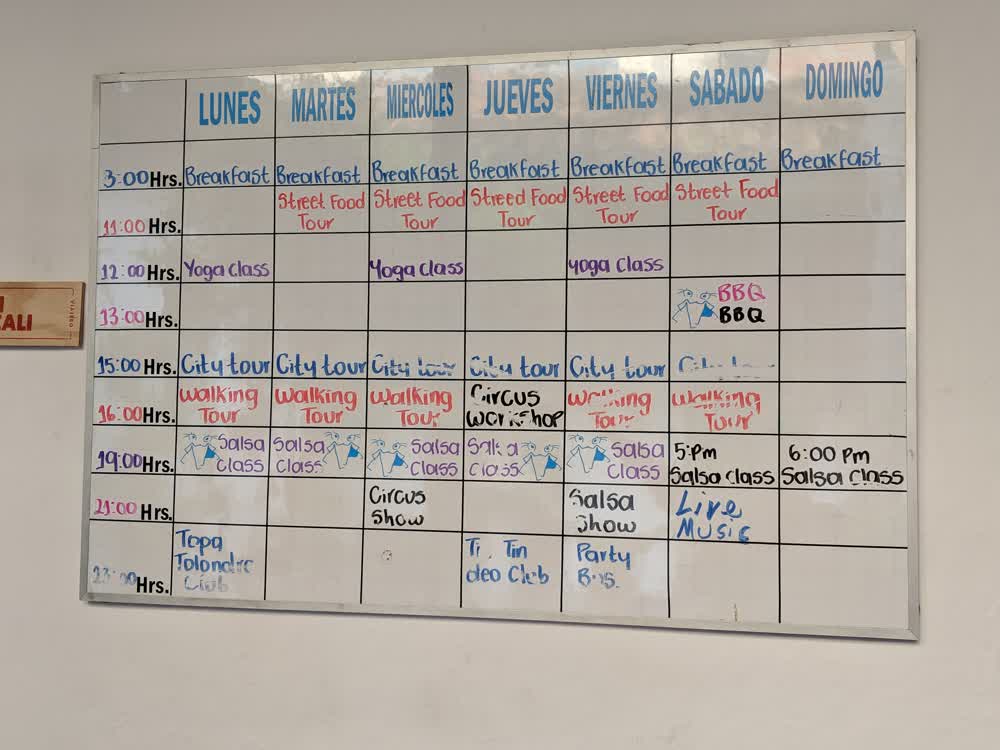 LUNES MARTES MIERCOLES JUEVES VIERNES SABADO DOMINGO
3:00 Hrs. Breakfast Breakfast Breakfast Breakfast Breakfast Breakfast Breakfast
11:00 Hrs. Street Food Tour Street Food Tour Streed Food Tour Street Food Tour Street Food Tour
12:00 Hrs. Yoga class Yoga class yoga class
13:00 Hrs. BBQ BBQ
15:00 Hrs. City tour City tour City tour City tour City tour
16:00 Hrs. Walking Tour Walking Tour Walking Tour Circus Workshop Walking Tour Walking Tour
19:00 Hrs. Salsa Class Salsa Class Salsa Class Salsa Class Salsa Class 5:Pm Salsa Class 6:00 Pm Salsa Class
21:00 Hrs. Circus Show Salsa Show Live Music
23:00 Hrs. Topa Tolondra Club Tin deo Club Party Bus.
CALI